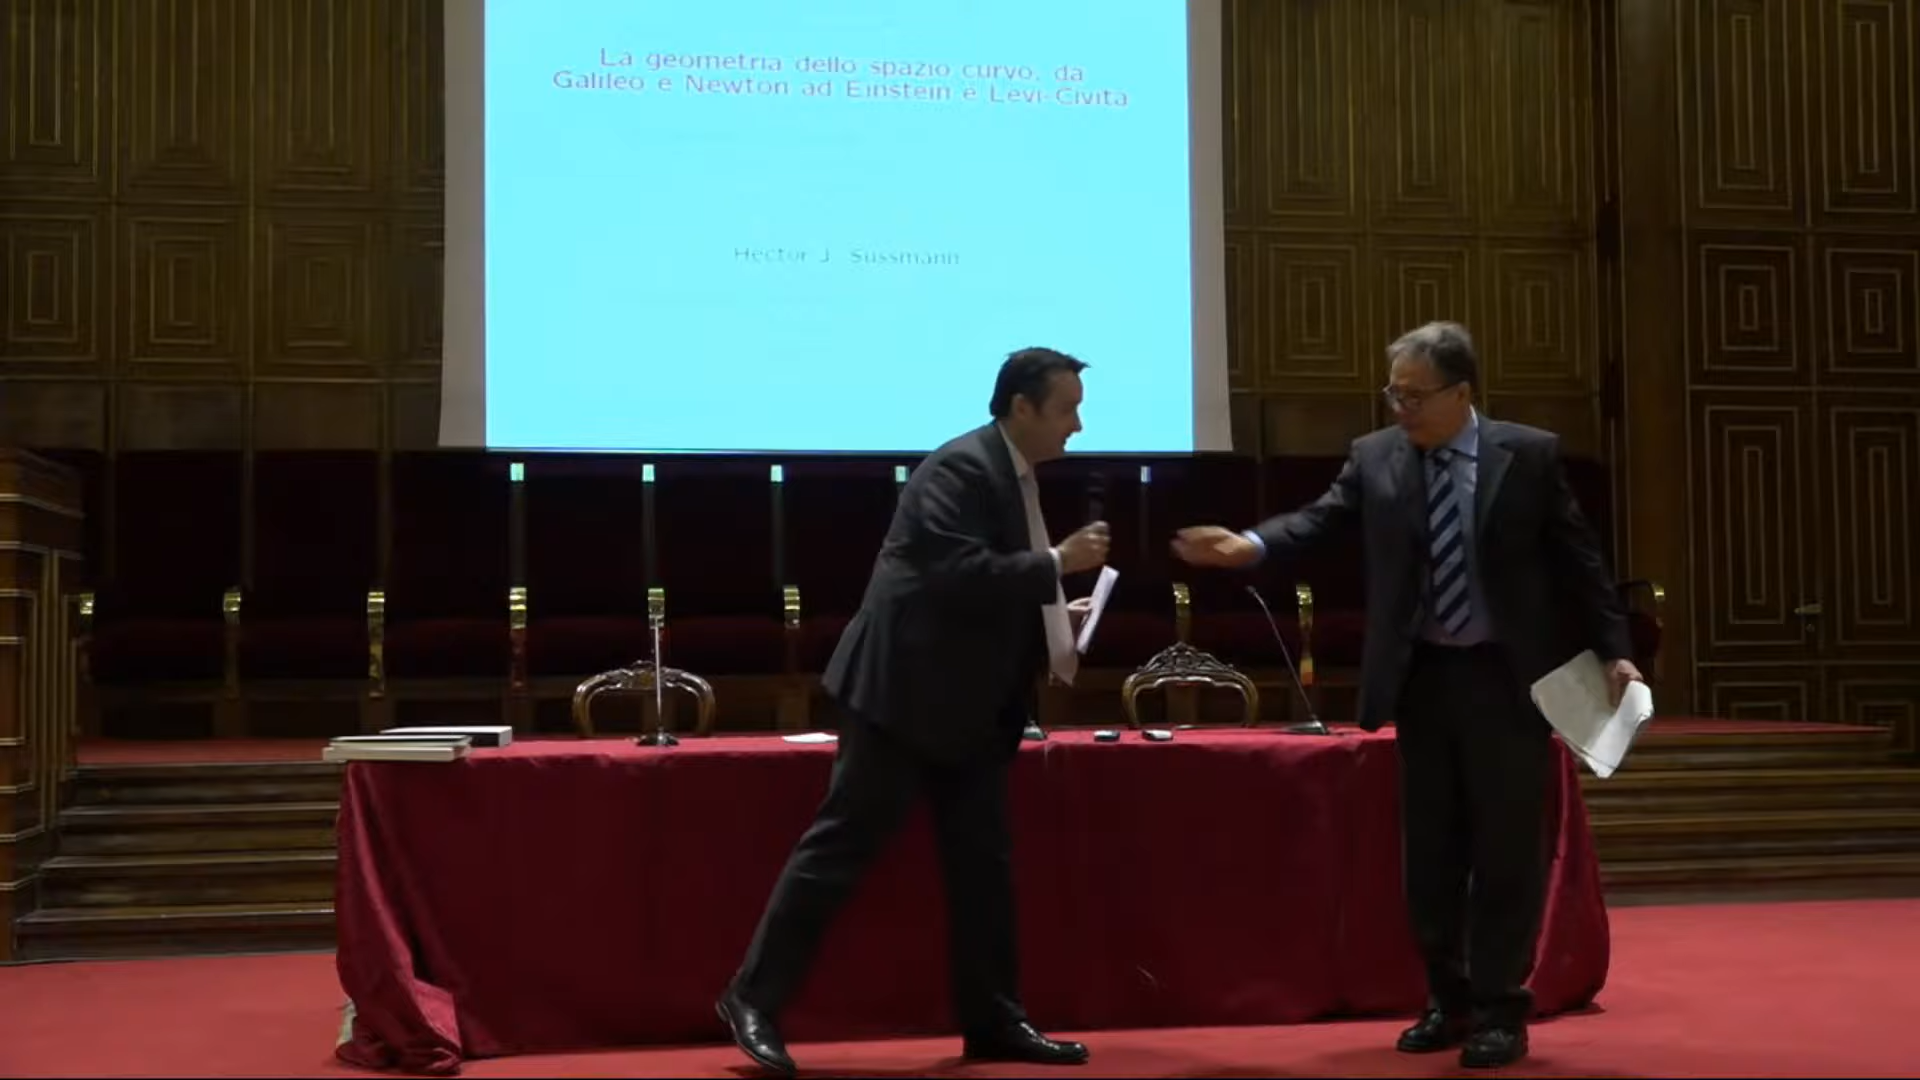 La geometria dello spazio curvo, da
Galileo e Newton ad Einstein e Levi-Civita
Hector J. Sussmann